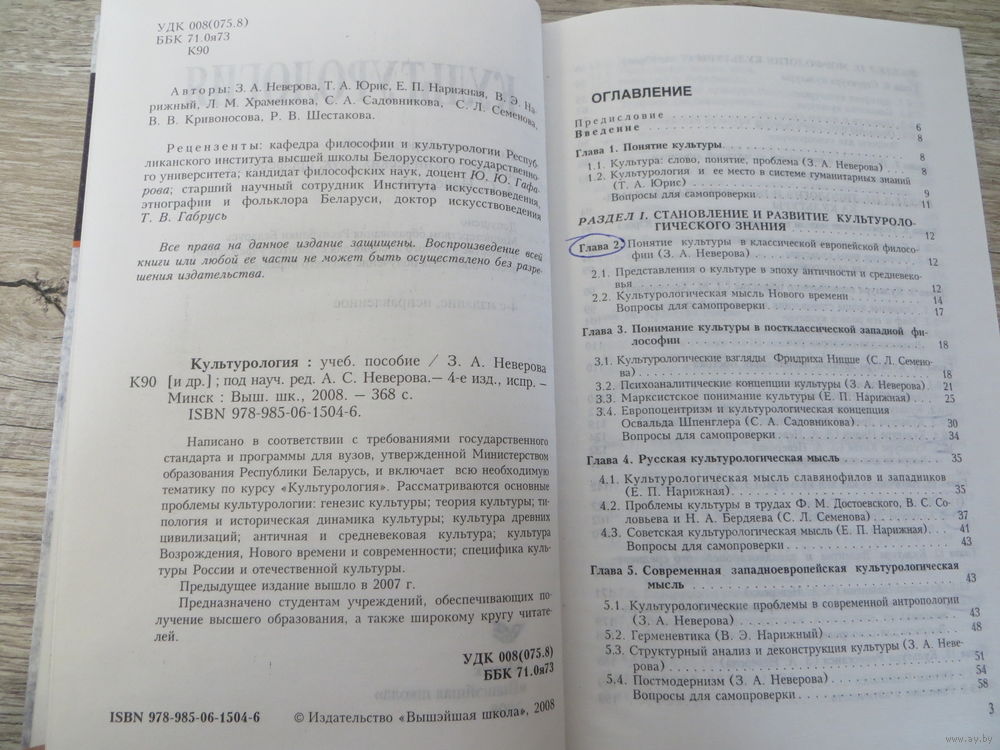 УДК 008(075.8)
ББК 71.0я73
К90
Авторы: З. А. Неверова, Т. А. Юрис, Е. П. Нарижная, В. Э. На-
рижный, Л. М. Храменкова, С. А. Садовникова, С. Л. Семенова,
В. В. Кривоносова, Р. В. Шестакова.
Рецензенты: кафедра философии и культурологии Респуб-
ликанского института высшей школы Белорусского государственно-
го университета; кандидат философских наук, доцент Ю. Ю. Гафа-
рова; старший научный сотрудник Института искусствоведения,
этнографии и фольклора Беларуси, доктор искусствоведения
Т. В. Габрусь
Все права на данное издание защищены. Воспроизведение всей
книги или любой ее части не может быть осуществлено без разре-
шения издательства.
Культурология : учеб. пособие / З. А. Неверова
К90 [и др.] ; под науч. ред. А. С. Неверова.— 4-е изд., испр. —
Минск : Выш. шк., 2008. — 368 с.
ISBN 978-985-06-1504-6.
Написано в соответствии с требованиями государственного
стандарта и программы для вузов, утвержденной Министерством
образования Республики Беларусь, и включает всю необходимую
тематику по курсу «Культурология». Рассматриваются основные
проблемы культурологии: генезис культуры; теория культуры; ти-
пология и историческая динамика культуры; культура древних
цивилизаций; античная и средневековая культура; культура
Возрождения, Нового времени и современности; специфика куль-
туры России и отечественной культуры.
Предыдущее издание вышло в 2007 г.
Предназначено студентам учреждений, обеспечивающих по-
лучение высшего образования, а также широкому кругу читате-
лей.
УДК 008(075.8)
ББК 71.0я73
ISBN 978-985-06-1504-6 © Издательство «Вышэйшая школа», 2008
ОГЛАВЛЕНИЕ
Предисловие 6
Введение 8
Глава 1. Понятие культуры 8
1.1. Культура: слово, понятие, проблема (З. А. Неверова) 8
1.2. Культурология и ее место в системе гуманитарных знаний
(Т. А. Юрис) 9
Вопросы для самопроверки 11
РАЗДЕЛ I. СТАНОВЛЕНИЕ И РАЗВИТИЕ КУЛЬТУРОЛО-
ГИЧЕСКОГО ЗНАНИЯ 12
Глава 2. Понятие культуры в классической европейской филосо-
фии (З. А. Неверова) 12
2.1. Представления о культуре в эпоху античности и средневеко-
вья 12
2.2. Культурологическая мысль Нового времени 14
Вопросы для самопроверки 17
Глава 3. Понимание культуры в постклассической западной фи-
лософии 18
3.1. Культурологические взгляды Фридриха Ницше (С. Л. Семено-
ва) 18
3.2. Психоаналитические концепции культуры (З. А. Неверова) 21
3.3. Марксистское понимание культуры (Е. П. Нарижная) 25
3.4. Европоцентризм и культурологическая концепция
Освальда Шпенглера (С. А. Садовникова) 30
Вопросы для самопроверки 34
Глава 4. Русская культурологическая мысль 35
4.1. Культурологическая мысль славянофилов и западников
(Е. П. Нарижная) 35
4.2. Проблемы культуры в трудах Ф. М. Достоевского, В. С. Со-
ловьева и Н. А. Бердяева (С. Л. Семенова) 37
4.3. Советская культурологическая мысль (Е. П. Нарижная) 41
Вопросы для самопроверки 43
Глава 5. Современная западноевропейская культурологическая
мысль 43
5.1. Культурологические проблемы в современной антропологии
(З. А. Неверова) 43
5.2. Герменевтика (В. Э. Нарижный) 48
5.3. Структурный анализ и деконструкция культуры (З. А. Неве-
рова) 51
5.4. Постмодернизм (З. А. Неверова) 54
Вопросы для самопроверки 58
3
www.ay.by